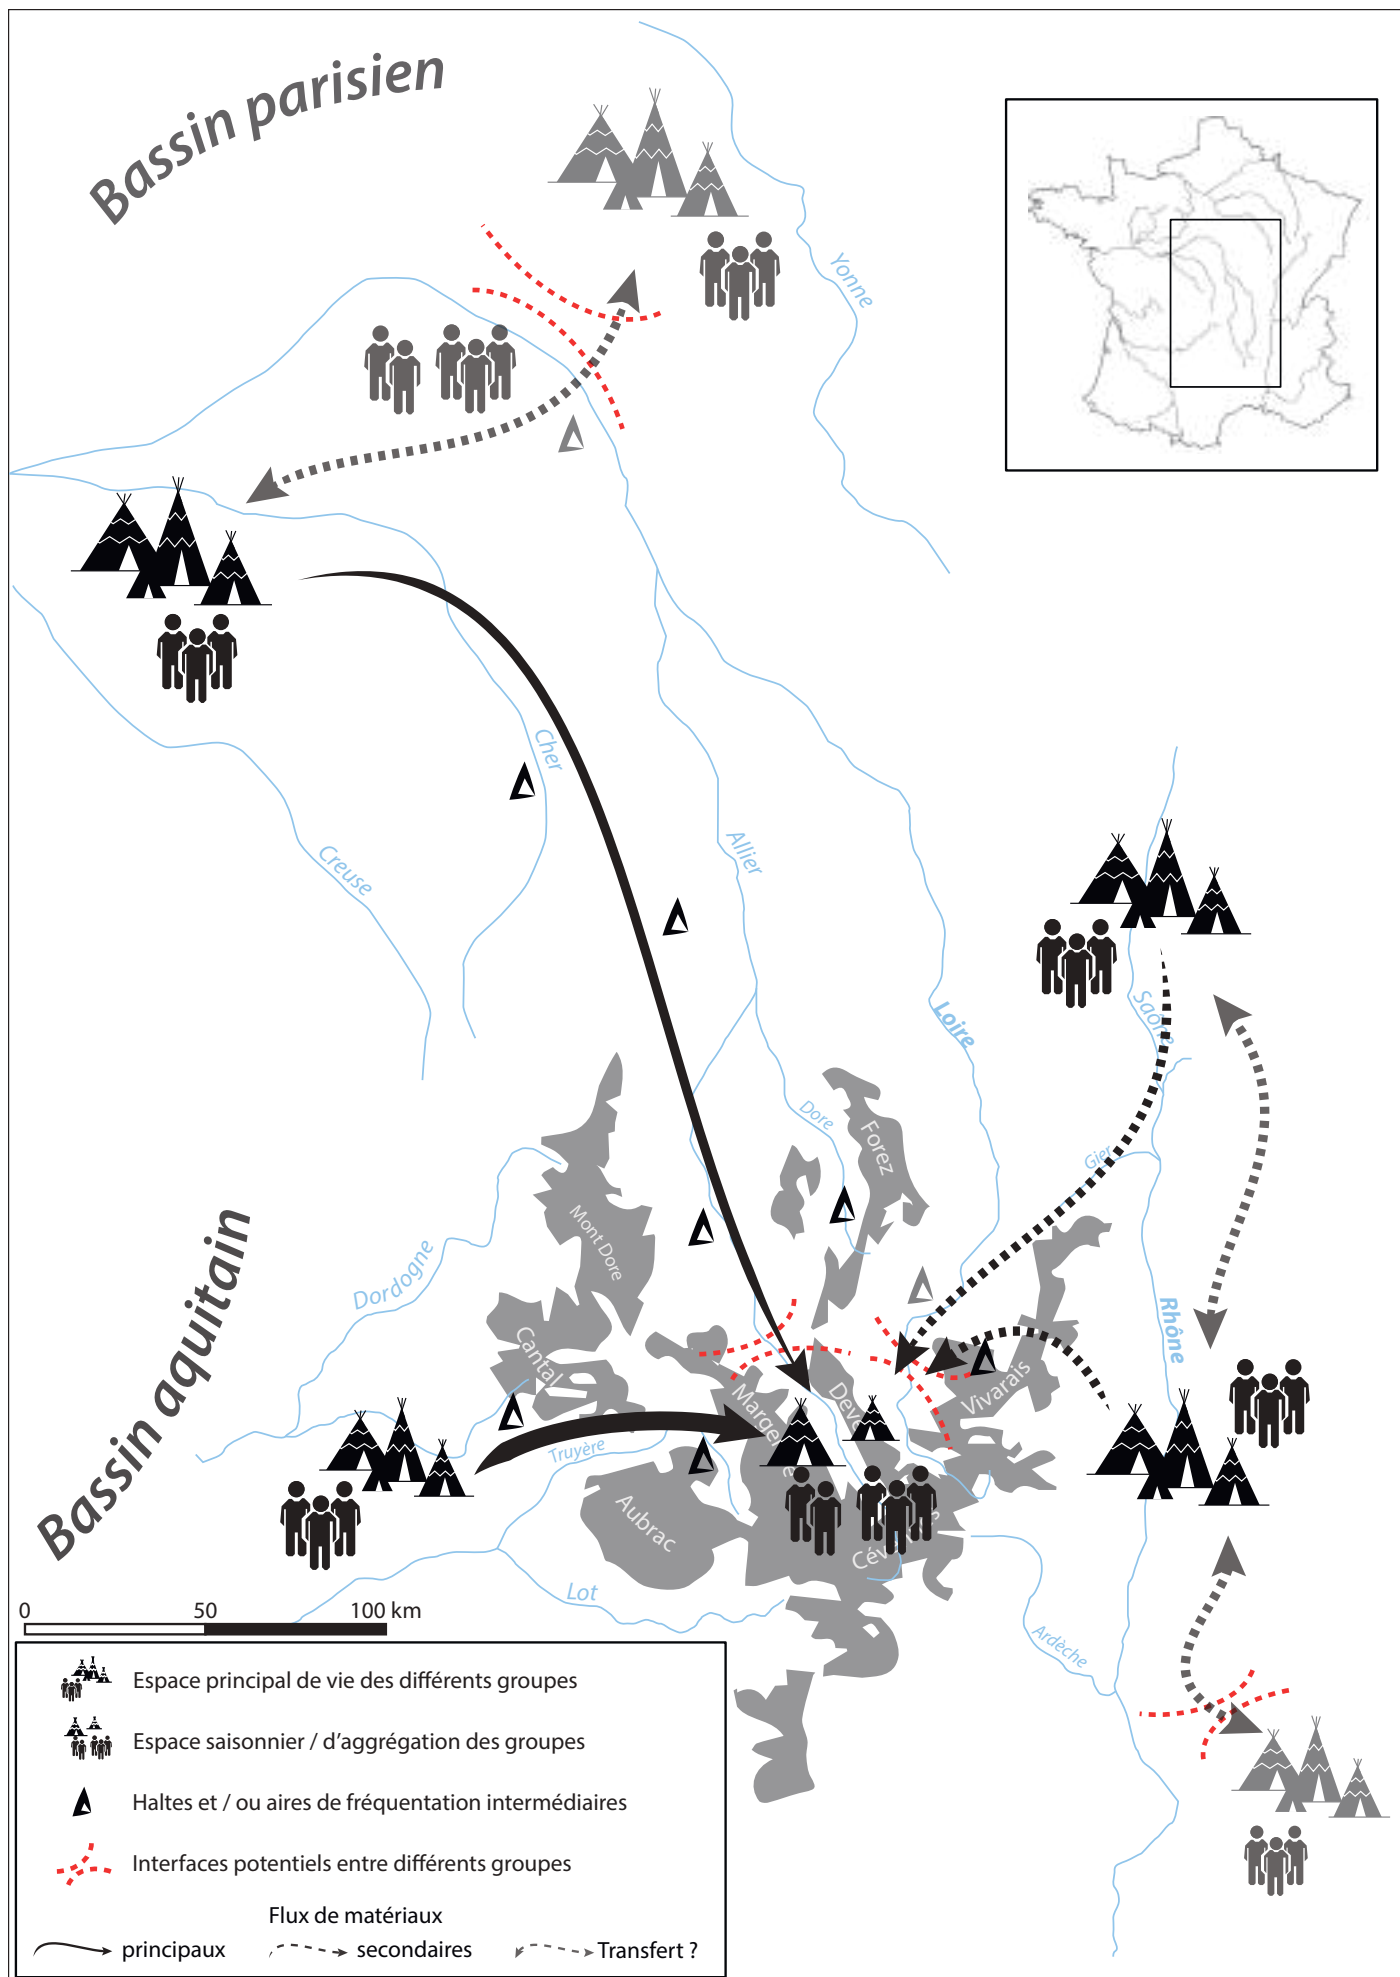 Bassin parisien
Yonne
Cher
Creuse
Allier
Loire
Saône
Dore
Forez
Gier
Mont Dore
Dordogne
Cantal
Rhône
Vivarais
Truyère
Aubrac
Lot
Ardèche
Bassin aquitain
0 50 100 km
Espace principal de vie des différents groupes
Espace saisonnier / d'aggrégation des groupes
Haltes et / ou aires de fréquentation intermédiaires
Interfaces potentiels entre différents groupes
Flux de matériaux
principaux
secondaires
Transfert ?